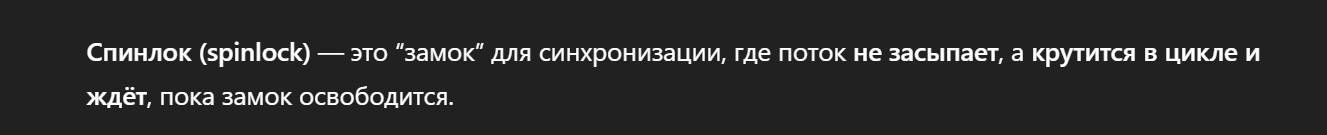 Спинлок (spinlock) — это “замок” для синхронизации, где поток не засыпает, а крутится в цикле и
ждёт, пока замок освободится.